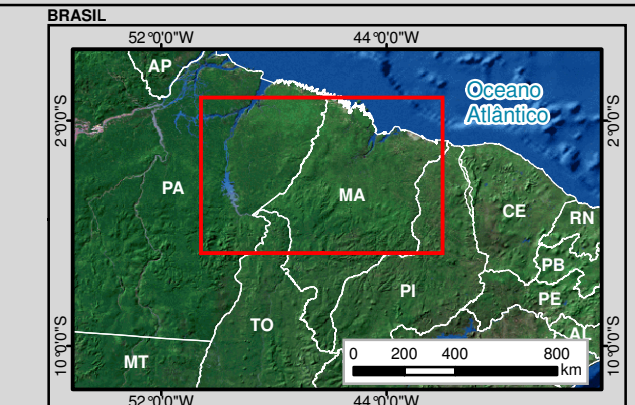 BRASIL
52°0'0"W 44°0'0"W
AP
Oceano
Atlântico
2°0'0"S 2°0'0"S
PA
MA
CE
RN
PB
PI
PE
TO
AL
MT
10°0'0"S 10°0'0"S
0 200 400 800
km
52°0'0"W 44°0'0"W